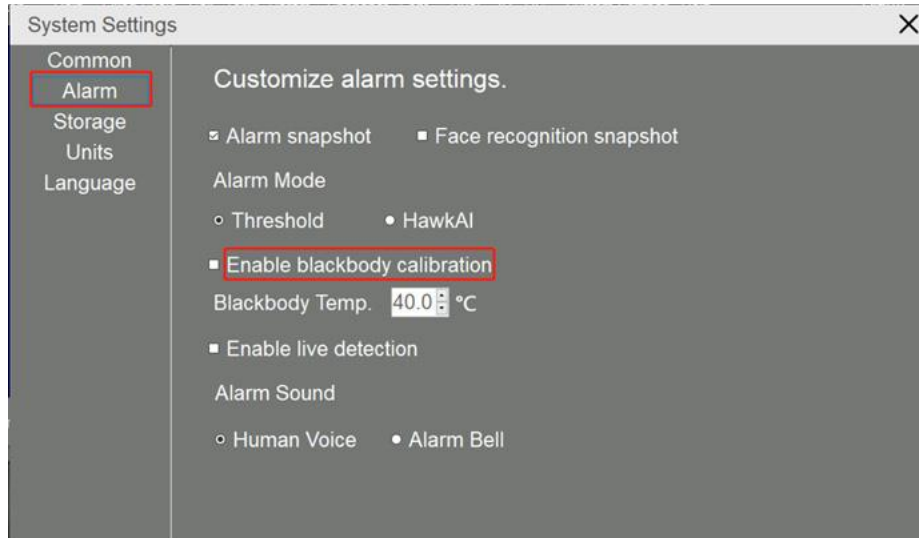 System Settings
Common
Alarm
Storage
Units
Language
Customize alarm settings.
Alarm snapshot Face recognition snapshot
Alarm Mode
Threshold HawkAI
Enable blackbody calibration
Blackbody Temp. 40.0 ℃
Enable live detection
Alarm Sound
Human Voice Alarm Bell